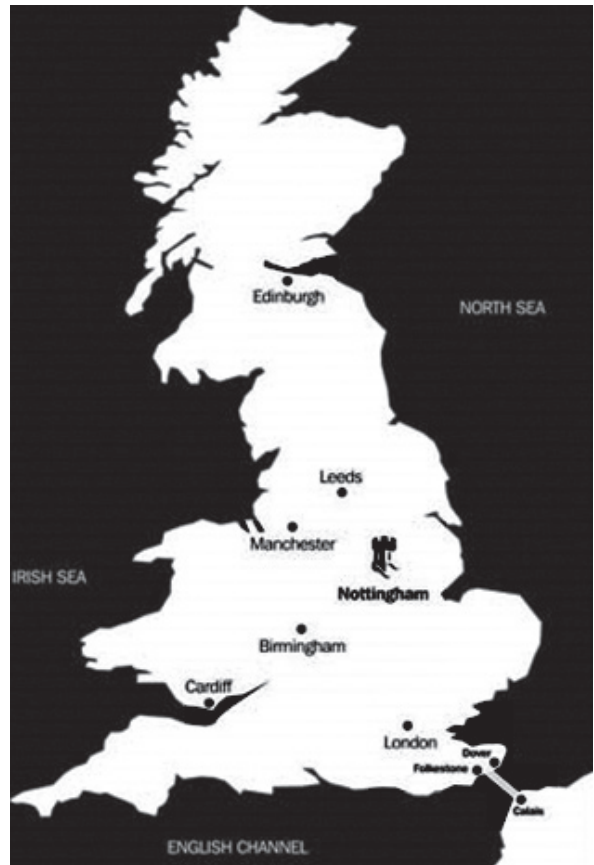 Edinburgh
NORTH SEA
Leeds
Manchester
IRISH SEA
Nottingham
Birmingham
Cardiff
London
Dover
Folkestone
Calais
ENGLISH CHANNEL